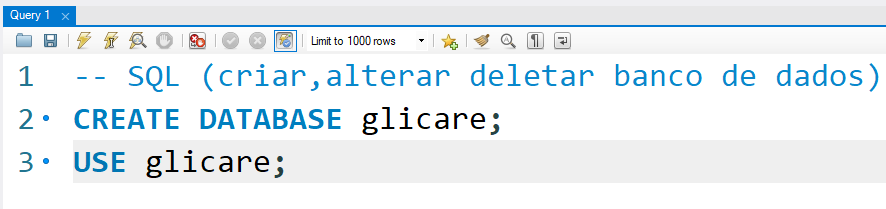 Query 1
Limit to 1000 rows
1 -- SQL (criar,alterar deletar banco de dados)
2 CREATE DATABASE glicare;
3 USE glicare;